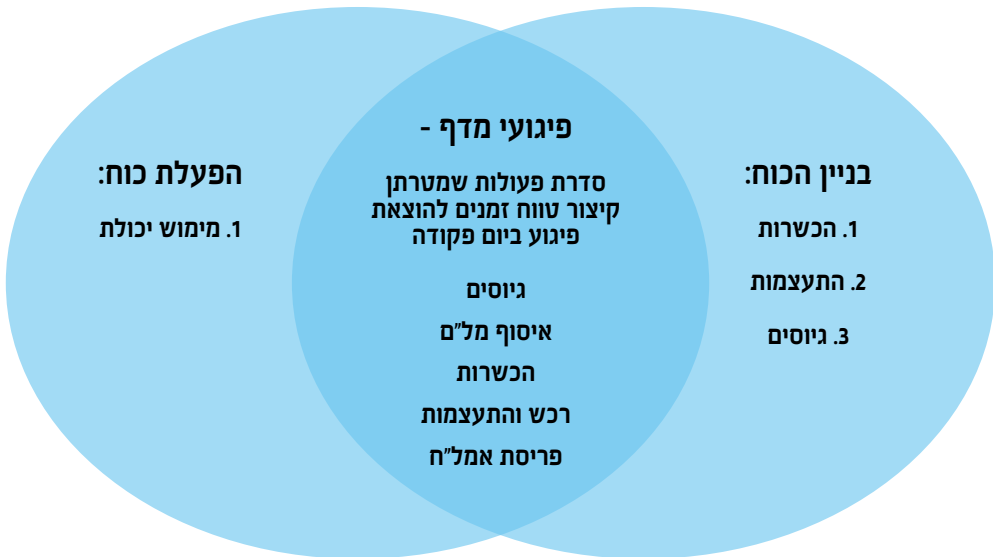 בניין הכוח:
1. הכשרות
2. התעצמות
3. גיוסים
פיגועי מדף -
סדרת פעולות שמטרתן
קיצור טווח זמנים להוצאת
פיגוע ביום פקודה
גיוסים
איסוף מל"ם
הכשרות
רכש והתעצמות
פריסת אמל"ח
הפעלת כוח:
1. מימוש יכולת